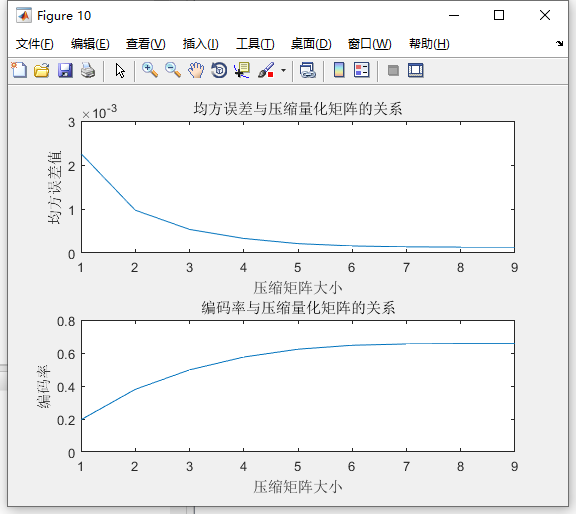 Figure 10
文件(F) 编辑(E) 查看(V) 插入(I) 工具(T) 桌面(D) 窗口(W) 帮助(H)
×10-3
均方误差与压缩量化矩阵的关系
3
2
1
0
均方误差值
1 2 3 4 5 6 7 8 9
压缩矩阵大小
编码率与压缩量化矩阵的关系
0.8
0.6
0.4
0.2
0
编码率
1 2 3 4 5 6 7 8 9
压缩矩阵大小